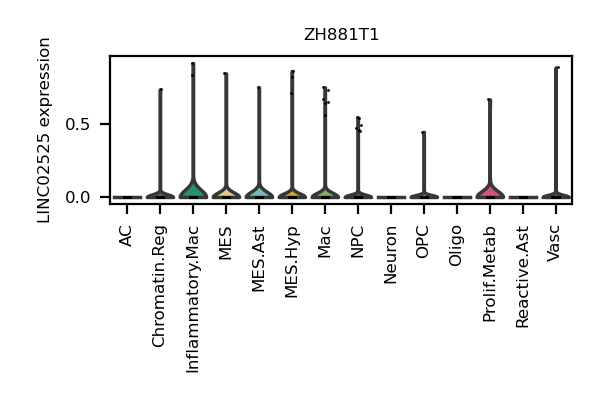 ZH881T1
LINC02525 expression
0.5
0.0
AC
Chromatin.Reg
Inflammatory.Mac
MES
MES.Ast
MES.Hyp
Mac
NPC
Neuron
OPC
Oligo
Prolif.Metab
Reactive.Ast
Vasc